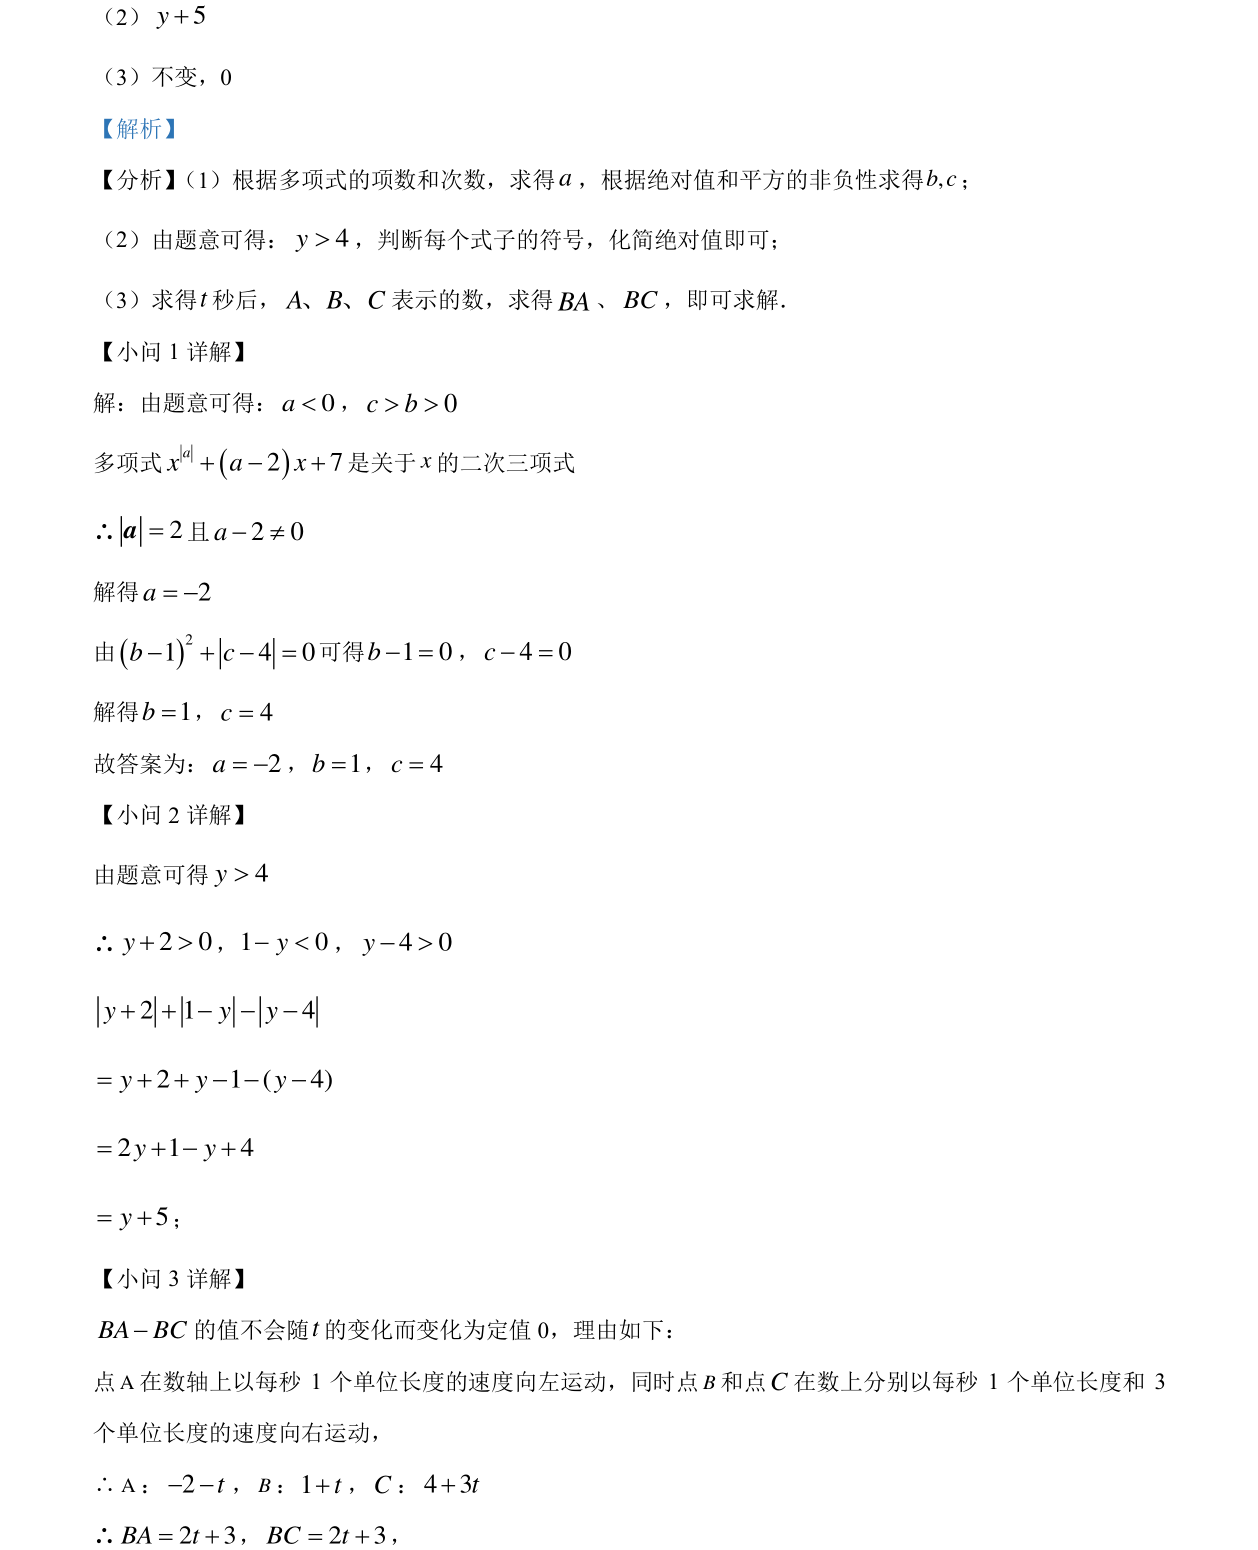 （2）y+5
（3）不变，0
【解析】
【分析】（1）根据多项式的项数和次数，求得a，根据绝对值和平方的非负性求得b,c；
（2）由题意可得：y>4，判断每个式子的符号，化简绝对值即可；
（3）求得t秒后，A、B、C表示的数，求得BA、BC，即可求解．
【小问1详解】
解：由题意可得：a<0，c>b>0
多项式x^|a|+(a−2)x+7是关于x的二次三项式
∴|a|=2且a−2≠0
解得a=−2
由(b−1)²+|c−4|=0可得b−1=0，c−4=0
解得b=1，c=4
故答案为：a=−2，b=1，c=4
【小问2详解】
由题意可得y>4
∴y+2>0，1−y<0，y−4>0
|y+2|+|1−y|−|y−4|
=y+2+y−1−(y−4)
=2y+1−y+4
=y+5；
【小问3详解】
BA−BC的值不会随t的变化而变化为定值0，理由如下：
点A在数轴上以每秒1个单位长度的速度向左运动，同时点B和点C在数上分别以每秒1个单位长度和3
个单位长度的速度向右运动，
∴A：−2−t，B：1+t，C：4+3t
∴BA=2t+3，BC=2t+3，